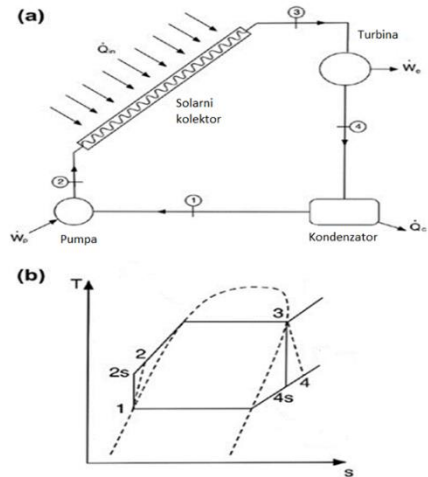 (a)
3
Turbina
Q̇in
Ẇe
Solarni
kolektor
4
2
1
Ẇp
Pumpa
Kondenzator
Q̇c
(b)
T
3
2
2s
4
4s
1
s